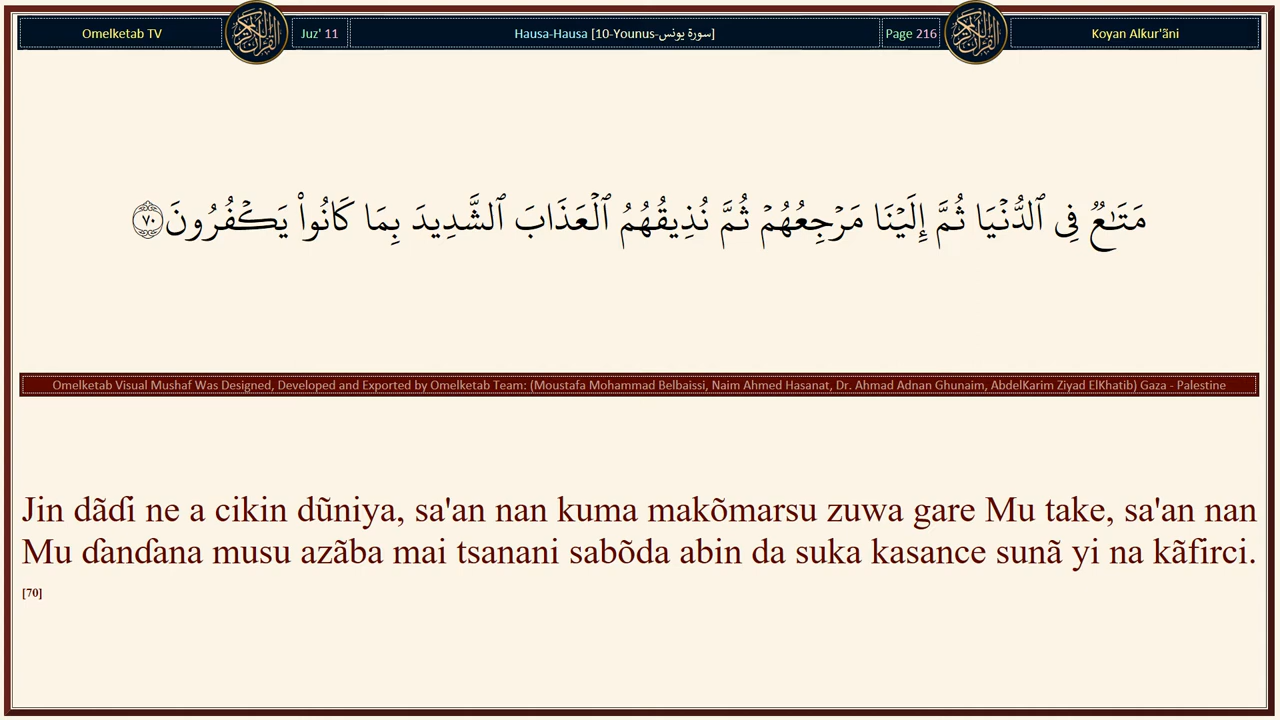 Omelketab TV
Juz' 11
Hausa-Hausa [10-Younus-سورة يونس]
Page 216
Koyan Alƙur'ãni
مَتَـٰعٌ فِى ٱلدُّنْيَا ثُمَّ إِلَيْنَا مَرْجِعُهُمْ ثُمَّ نُذِيقُهُمُ ٱلْعَذَابَ ٱلشَّدِيدَ بِمَا كَانُوا۟ يَكْفُرُونَ ٧٠
Omelketab Visual Mushaf Was Designed, Developed and Exported by Omelketab Team: (Moustafa Mohammad Belbaissi, Naim Ahmed Hasanat, Dr. Ahmad Adnan Ghunaim, AbdelKarim Ziyad ElKhatib) Gaza - Palestine
Jin dãɗi ne a cikin dũniya, sa'an nan kuma makõmarsu zuwa gare Mu take, sa'an nan
Mu ɗanɗana musu azãba mai tsanani sabõda abin da suka kasance sunã yi na kãfirci.
[70]